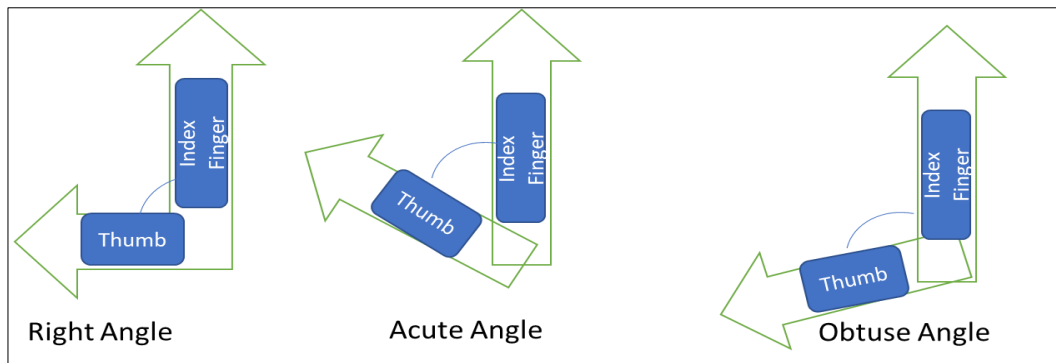 Index
Finger
Thumb
Right Angle
Index
Finger
Thumb
Acute Angle
Index
Finger
Thumb
Obtuse Angle